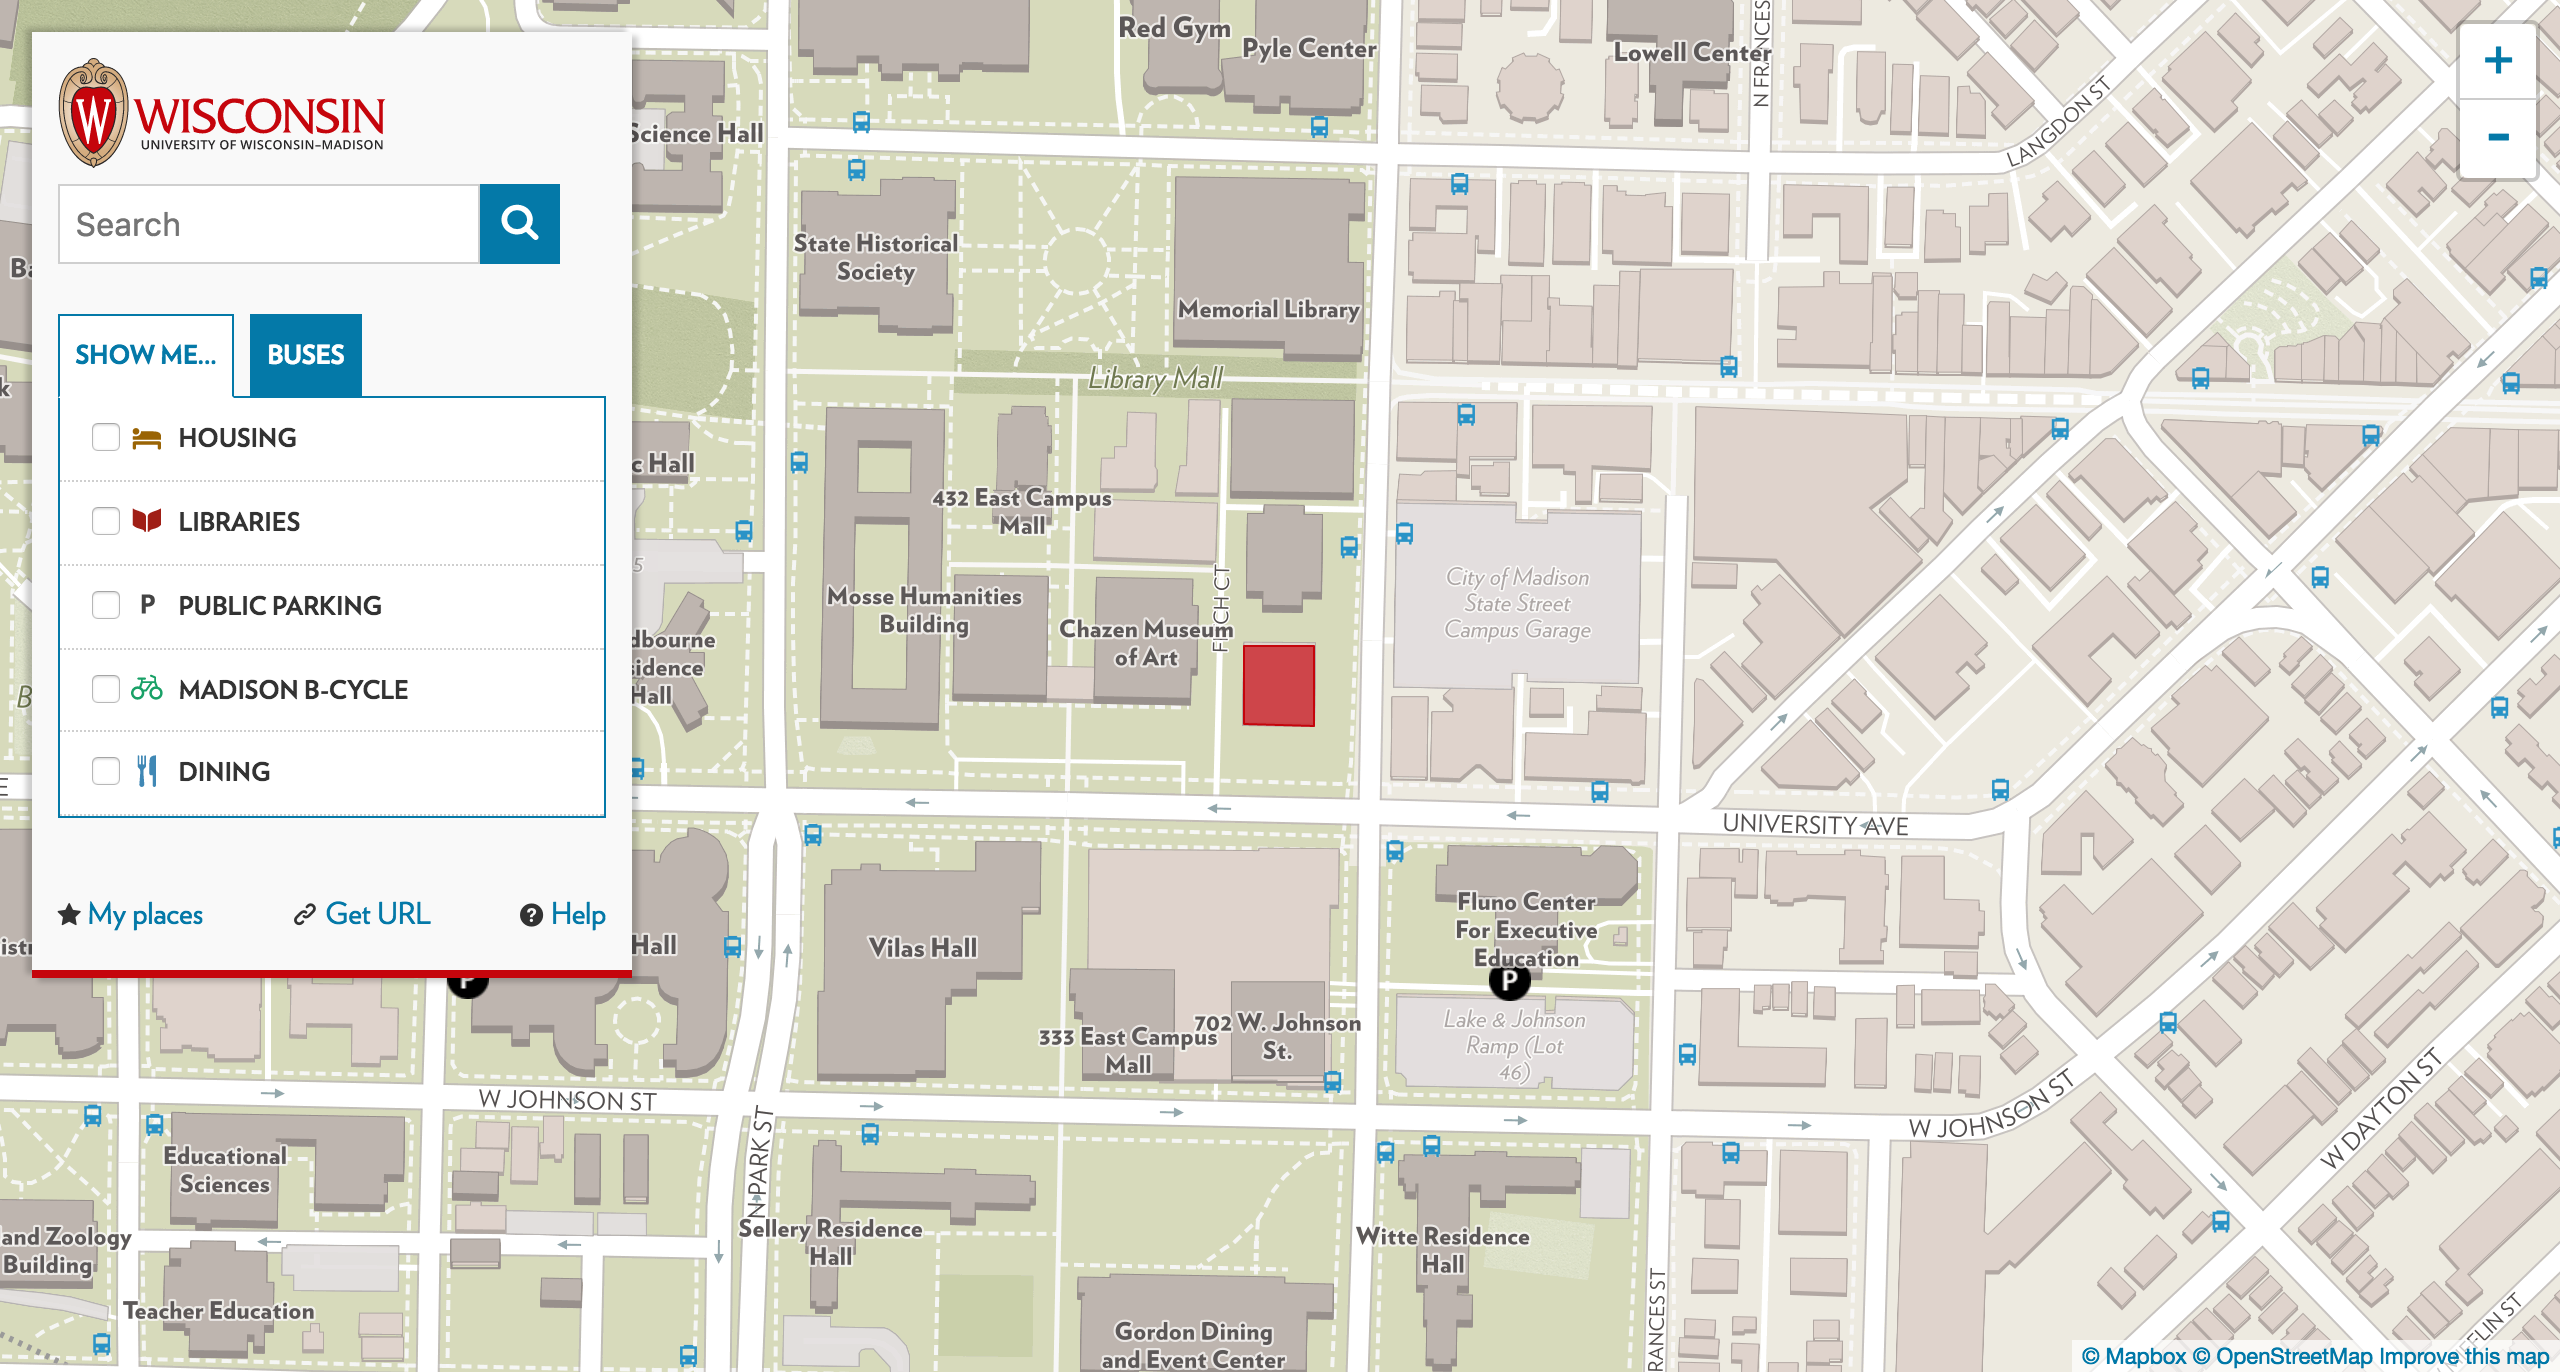 WISCONSIN
UNIVERSITY OF WISCONSIN–MADISON
Search
SHOW ME...
BUSES
HOUSING
LIBRARIES
P PUBLIC PARKING
MADISON B-CYCLE
DINING
My places
Get URL
? Help
Red Gym
Pyle Center
Lowell Center
N FRANCES
LANGDON ST
+
-
Science Hall
State Historical
Society
Memorial Library
Library Mall
c Hall
432 East Campus
Mall
Mosse Humanities
Building
Chazen Museum
of Art
FITCH CT
City of Madison
State Street
Campus Garage
5
dbourne
idence
Hall
UNIVERSITY AVE
Hall
Vilas Hall
Fluno Center
For Executive
Education
P
P
Lake & Johnson
Ramp (Lot
46)
333 East Campus
Mall
702 W. Johnson
St.
W JOHNSON ST
W JOHNSON ST
W DAYTON ST
N PARK ST
Educational
Sciences
and Zoology
Building
Teacher Education
Sellery Residence
Hall
Witte Residence
Hall
Gordon Dining
and Event Center
RANCES ST
FLIN ST
© Mapbox © OpenStreetMap Improve this map